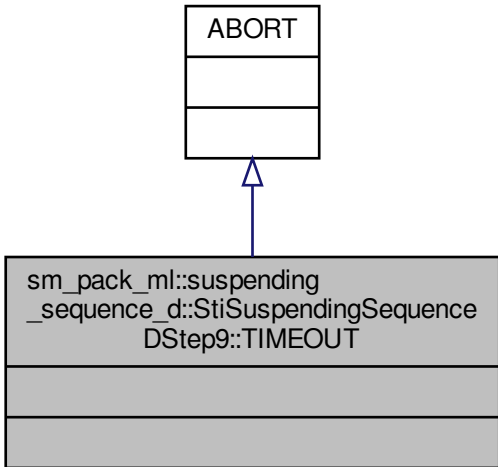 ABORT
sm_pack_ml::suspending
_sequence_d::StiSuspendingSequence
DStep9::TIMEOUT